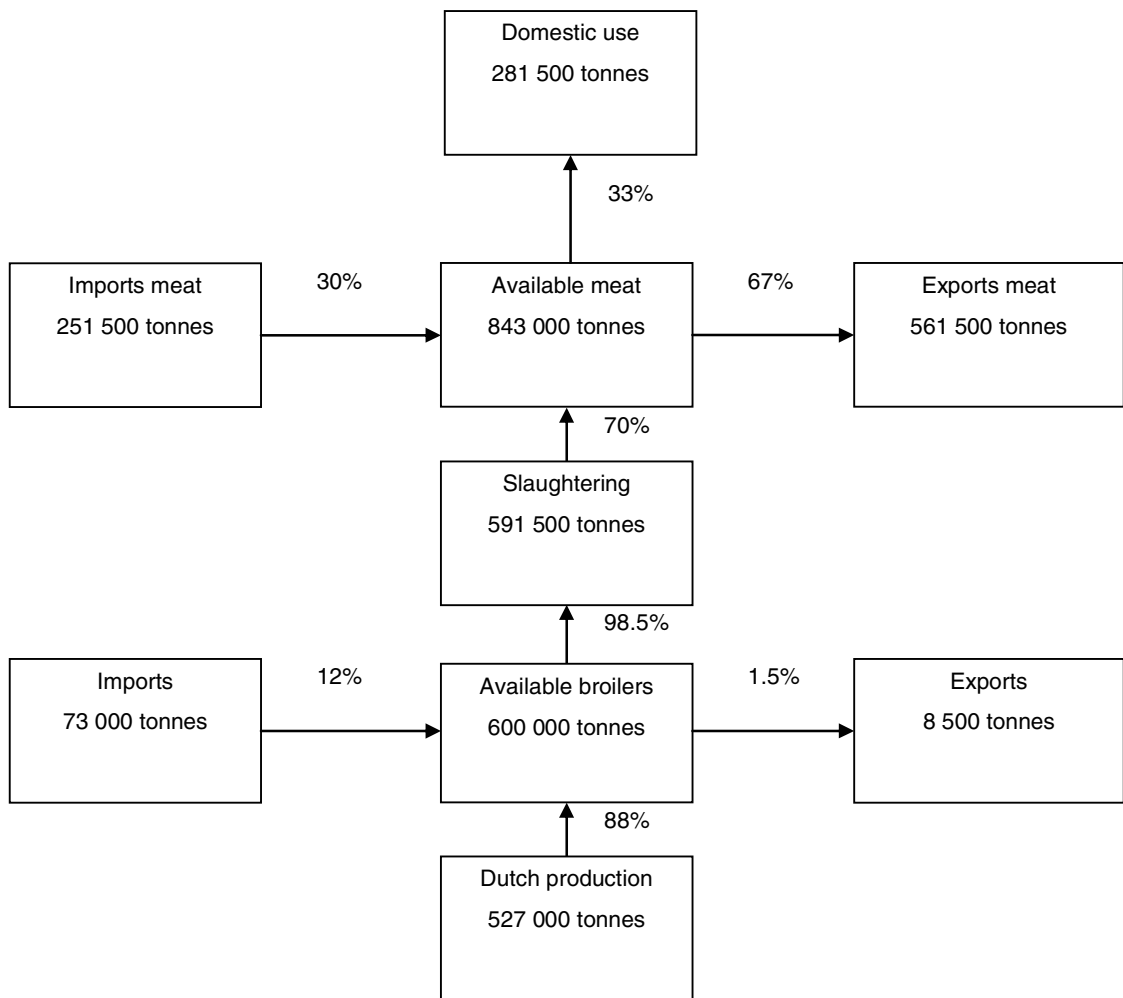 Domestic use
281 500 tonnes
33%
Imports meat
251 500 tonnes
30%
Available meat
843 000 tonnes
67%
Exports meat
561 500 tonnes
70%
Slaughtering
591 500 tonnes
98.5%
Imports
73 000 tonnes
12%
Available broilers
600 000 tonnes
1.5%
Exports
8 500 tonnes
88%
Dutch production
527 000 tonnes